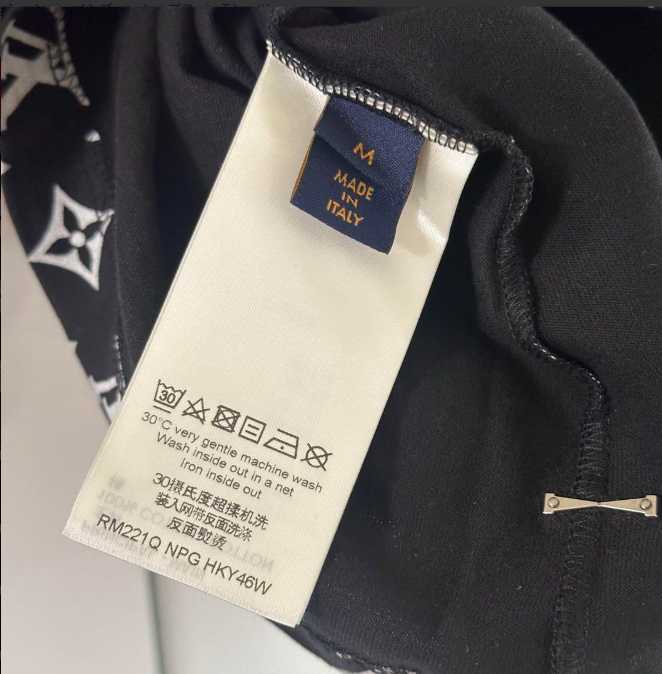 M
MADE
IN
ITALY
30
30°C very gentle machine wash
Wash inside out in a net
Iron inside out
30摄氏度超揉机洗
装入网带反面洗涤
反面熨烫
RM221Q NPG HKY46W